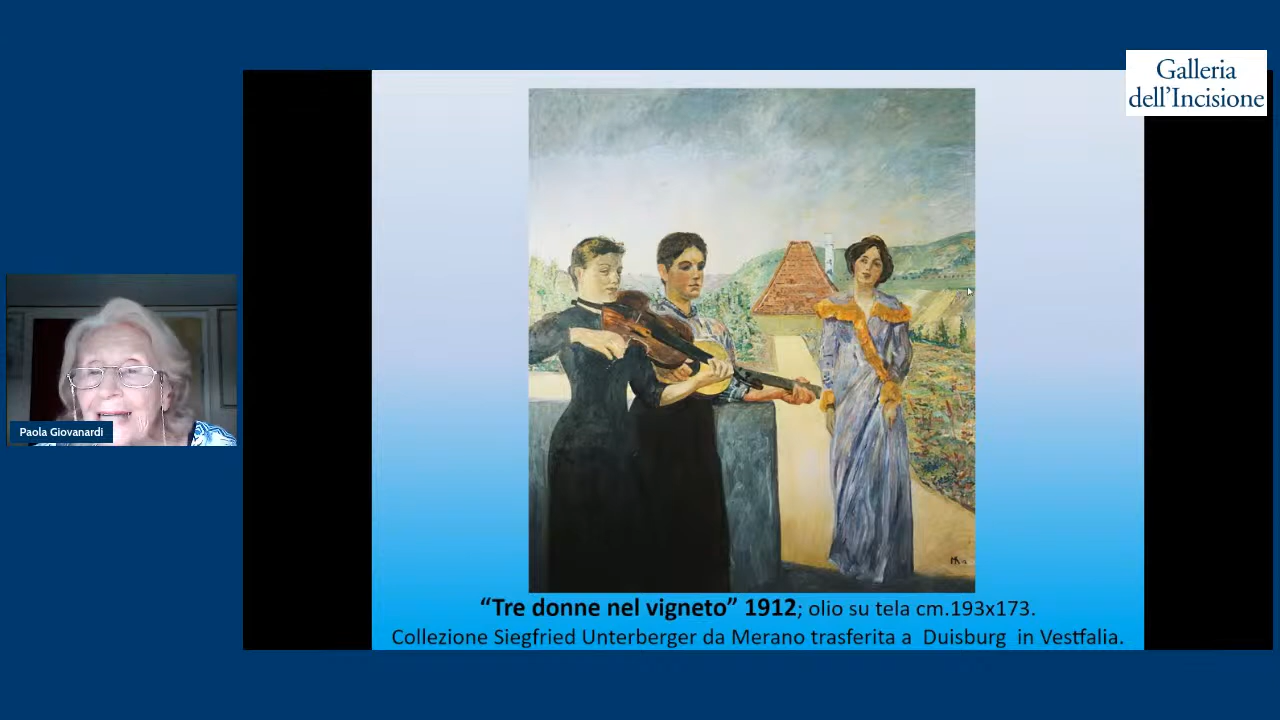 Galleria
dell'Incisione
Paola Giovanardi
“Tre donne nel vigneto” 1912; olio su tela cm.193x173.
Collezione Siegfried Unterberger da Merano trasferita a Duisburg in Vestfalia.